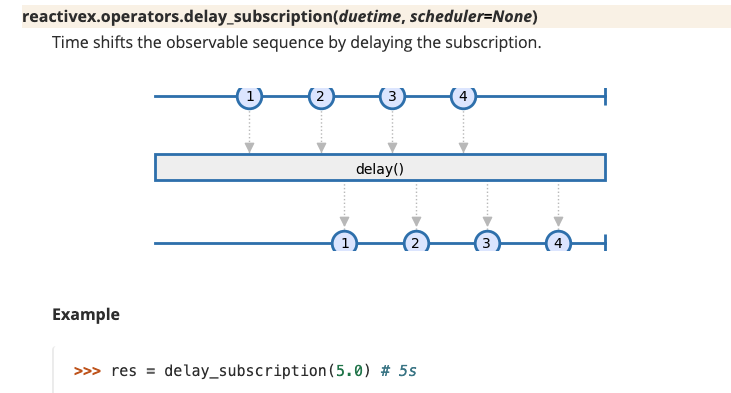 reactivex.operators.delay_subscription(duetime, scheduler=None)
Time shifts the observable sequence by delaying the subscription.
1 2 3 4
delay()
1 2 3 4
Example
>>> res = delay_subscription(5.0) # 5s